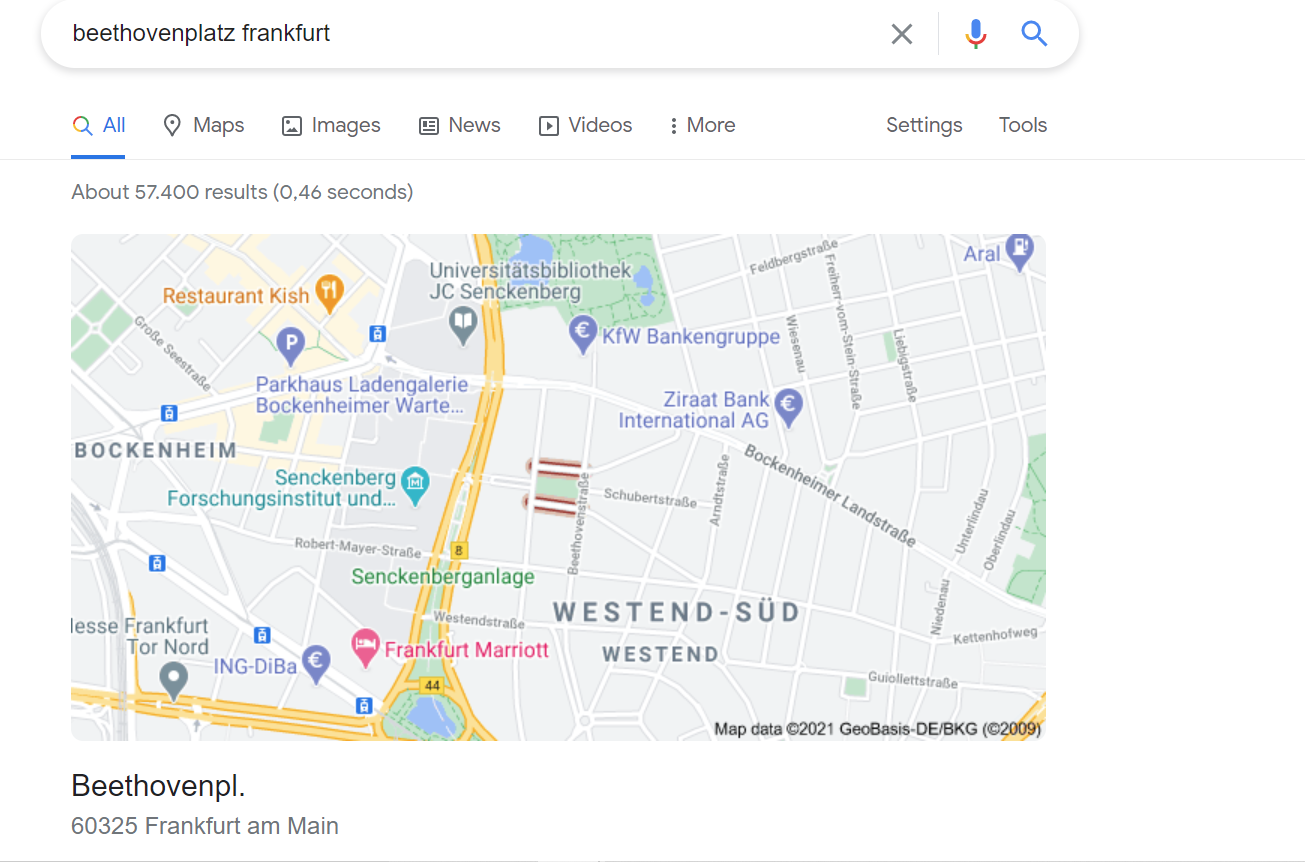 beethovenplatz frankfurt
All Maps Images News Videos More Settings Tools
About 57.400 results (0,46 seconds)
Feldbergstraße
Aral
Freiherr-vom-Stein-Straße
Universitätsbibliothek
JC Senckenberg
Restaurant Kish
Große Seestraße
P
KfW Bankengruppe
Wiesenau
Liebigstraße
Parkhaus Ladengalerie
Bockenheimer Warte...
Ziraat Bank
International AG
BOCKENHEIM
Bockenheimer Landstraße
Senckenberg
Forschungsinstitut und...
Schubertstraße
Arndtstraße
Beethovenstraße
Unterlindau
Oberlindau
Robert-Mayer-Straße
8
Senckenberganlage
WESTEND-SÜD
Niedenau
Westendstraße
Kettenhofweg
lesse Frankfurt
Tor Nord
Frankfurt Marriott
WESTEND
ING-DiBa
44
Guiollettstraße
Map data ©2021 GeoBasis-DE/BKG (©2009)
Beethovenpl.
60325 Frankfurt am Main